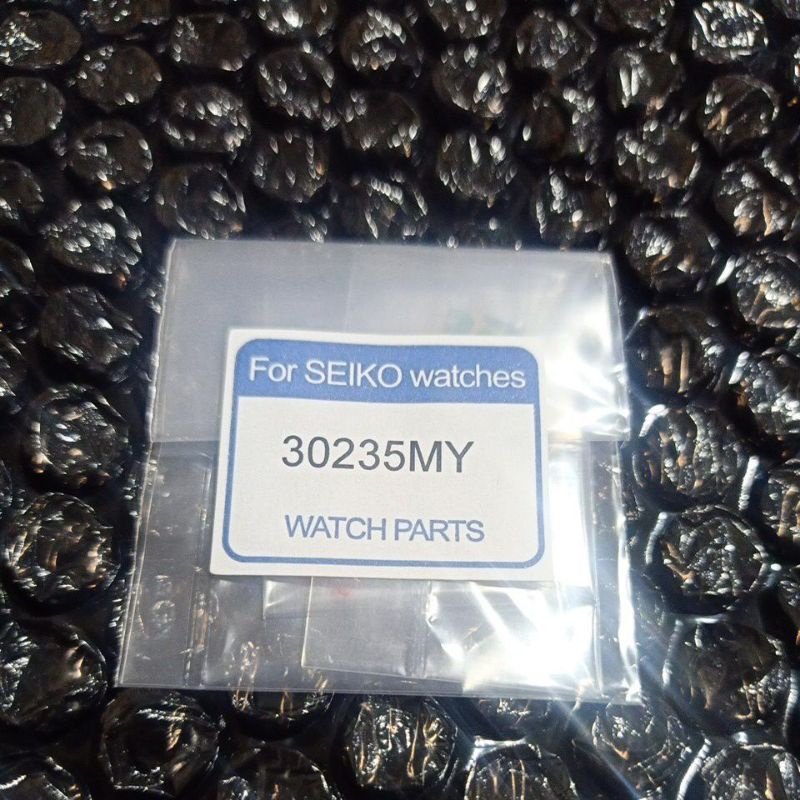 For SEIKO watches
30235MY
WATCH PARTS